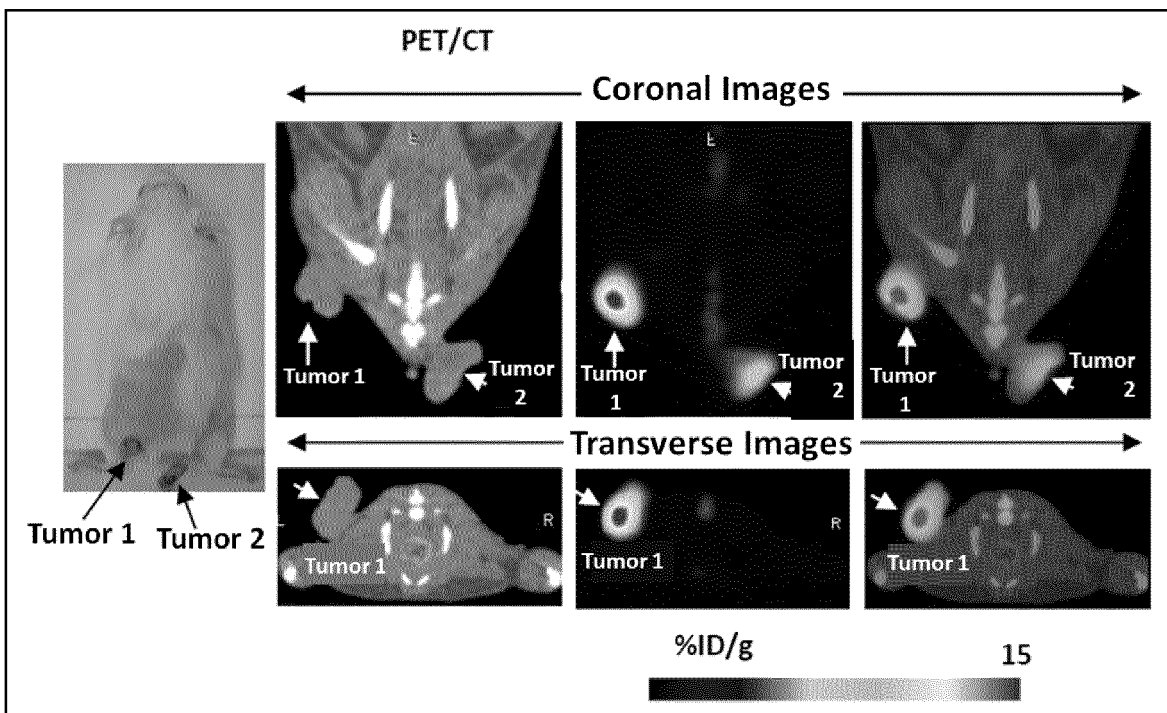 PET/CT
Coronal Images
L
L
Tumor 1
Tumor
2
Tumor
1
Tumor
2
Tumor
1
Tumor
2
Transverse Images
Tumor 1
Tumor 2
R
Tumor 1
R
Tumor 1
Tumor 1
%ID/g
15